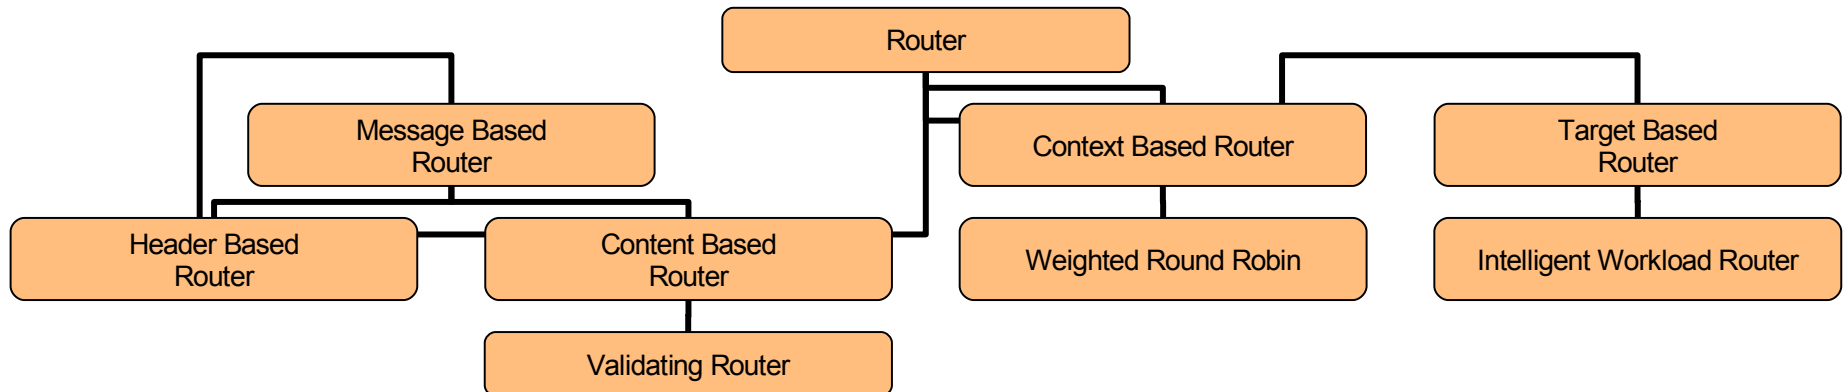 Router
Message Based
Router
Context Based Router
Target Based
Router
Header Based
Router
Content Based
Router
Weighted Round Robin
Intelligent Workload Router
Validating Router